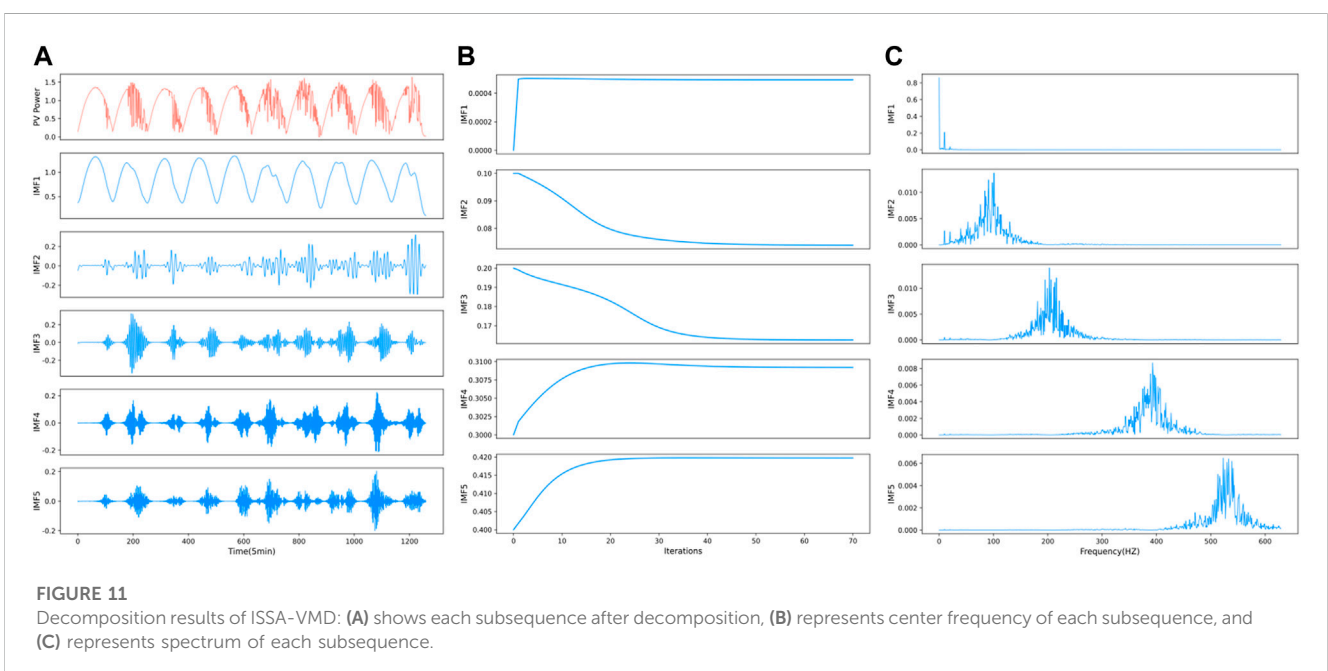 A
PV Power
1.5
1.0
0.5
0.0
IMF1
1.0
0.5
IMF2
0.2
0.0
-0.2
IMF3
0.2
0.0
-0.2
IMF4
0.2
0.0
-0.2
IMF5
0.2
0.0
-0.2
0 200 400 600 800 1000 1200
Time(5min)
B
IMF1
0.0004
0.0002
0.0000
IMF2
0.10
0.08
IMF3
0.20
0.19
0.18
0.17
IMF4
0.3100
0.3075
0.3025
0.3000
IMF5
0.420
0.415
0.410
0.405
0.400
0 10 20 30 40 50 60 70
Iterations
C
IMF1
0.8
0.6
0.4
0.2
0.0
IMF2
0.010
0.005
0.000
IMF3
0.010
0.005
0.000
IMF4
0.008
0.006
0.004
0.002
0.000
IMF5
0.006
0.004
0.002
0.000
0 100 200 300 400 500 600
Frequency(HZ)
FIGURE 11
Decomposition results of ISSA-VMD: (A) shows each subsequence after decomposition, (B) represents center frequency of each subsequence, and
(C) represents spectrum of each subsequence.